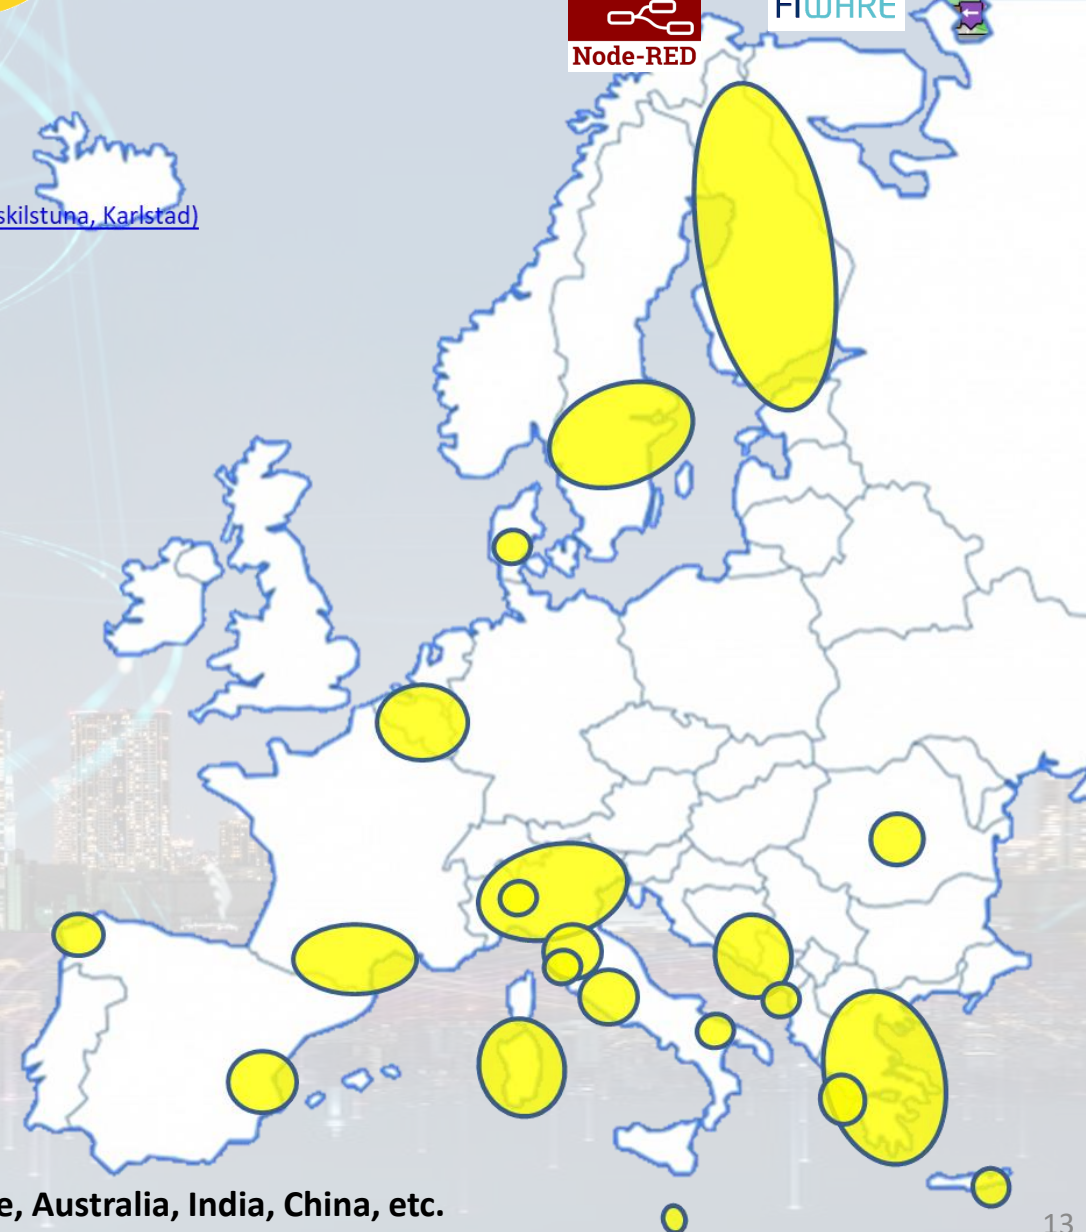 FIWARE
Node-RED
skilstuna, Karlstad)
e, Australia, India, China, etc.
13